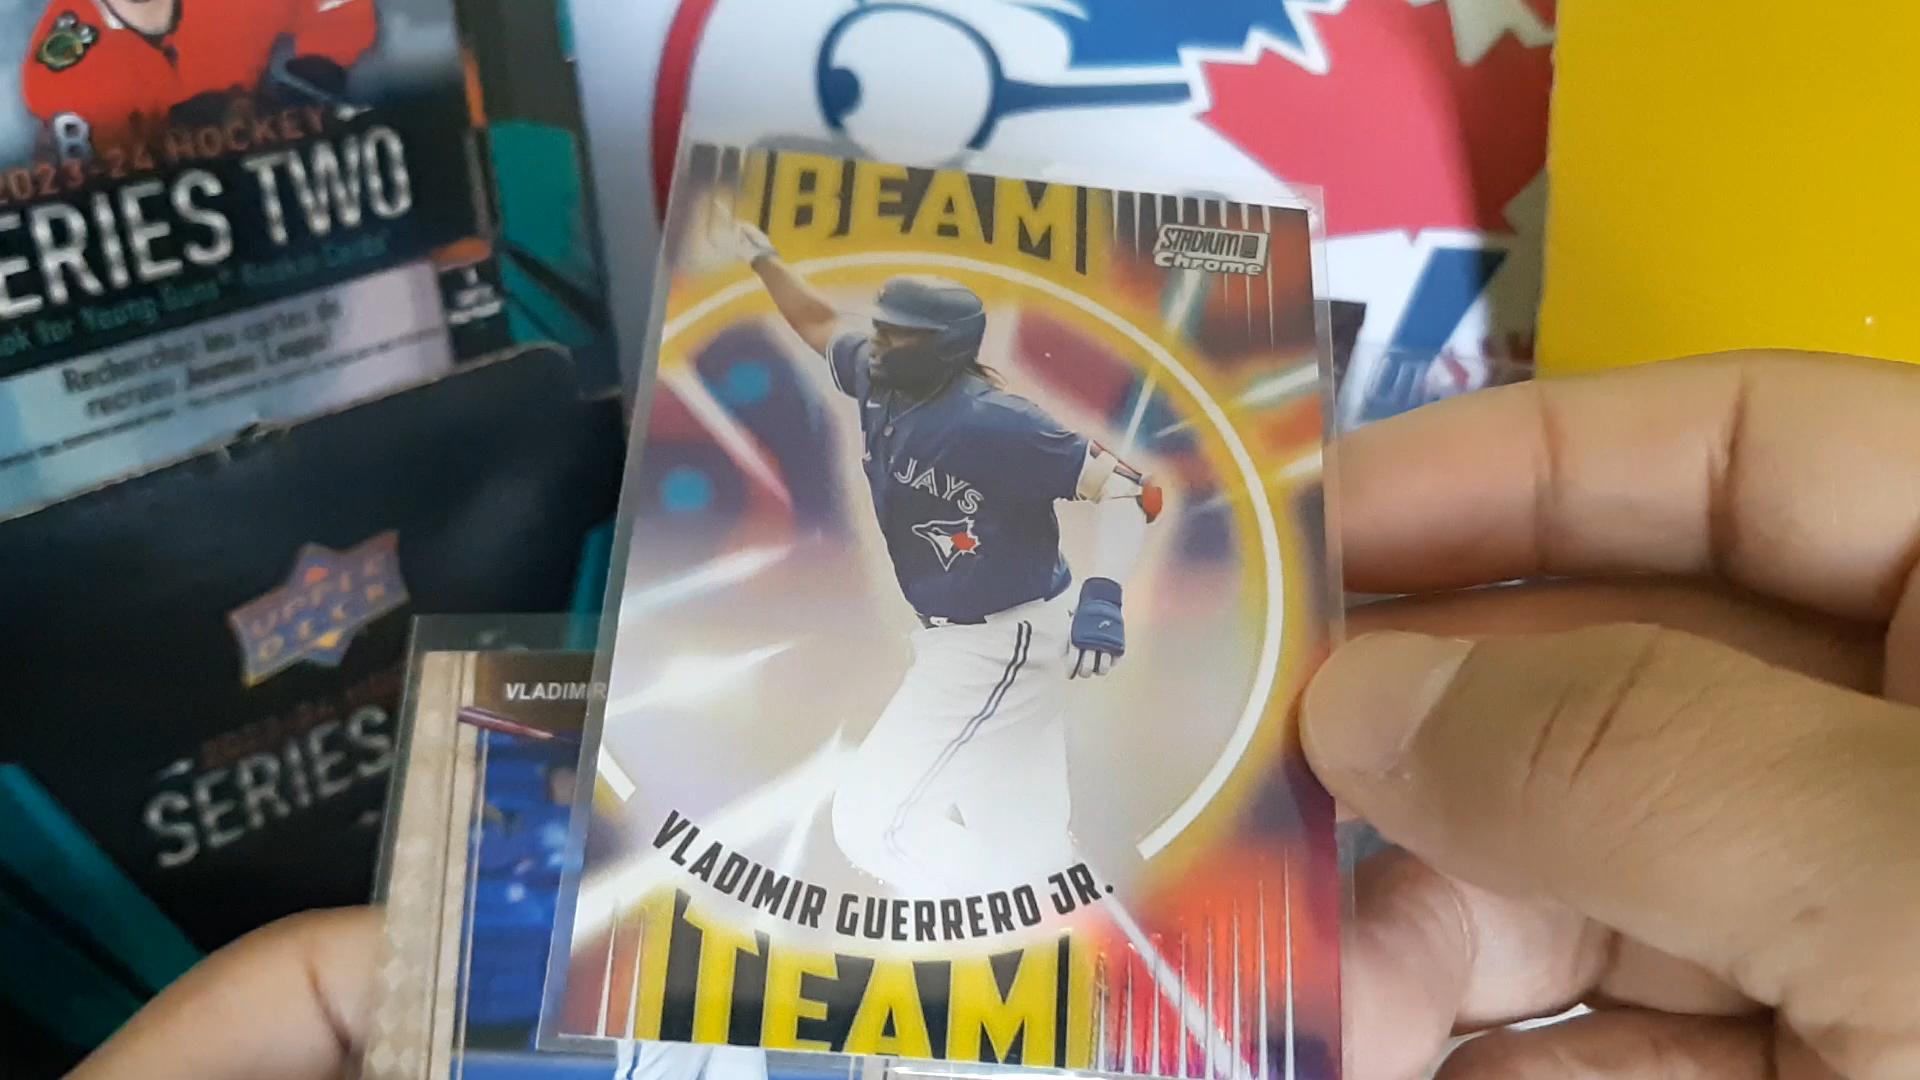 2023-24 HOCKEY
ERIES TWO
ok for Young Guns Rookie Cards
Recherchez les cartes de
recrues Jeunes Loups
UPPER
DECK
SERIES
VLADIMIR
BEAM
STADIUM
Chrome
JAYS
VLADIMIR GUERRERO JR.
TEAM